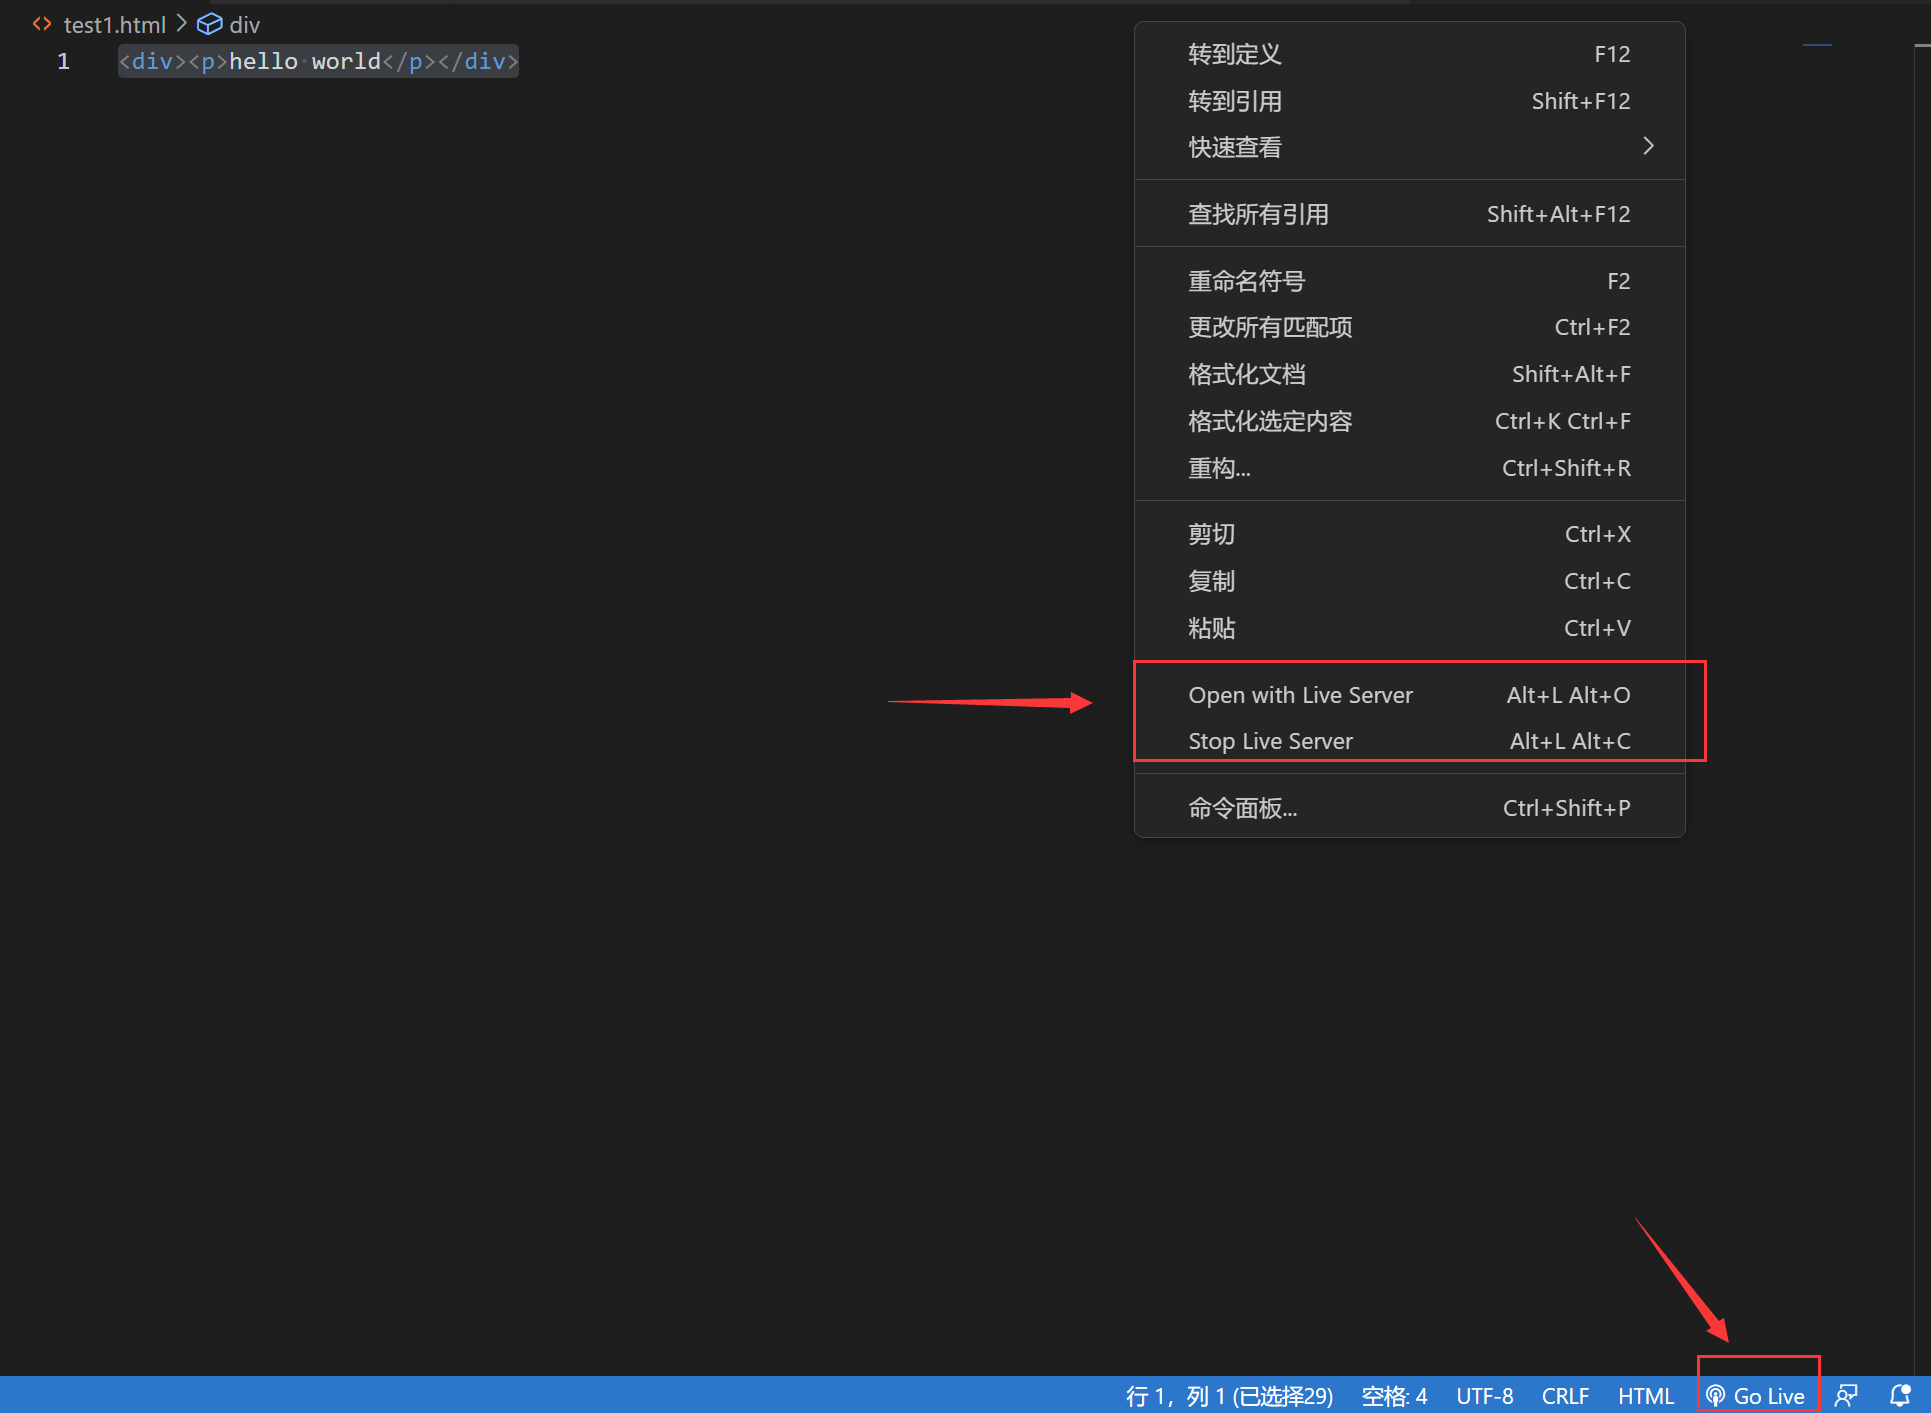 test1.html > div
1 <div><p>hello world</p></div>
转到定义 F12
转到引用 Shift+F12
快速查看
查找所有引用 Shift+Alt+F12
重命名符号 F2
更改所有匹配项 Ctrl+F2
格式化文档 Shift+Alt+F
格式化选定内容 Ctrl+K Ctrl+F
重构... Ctrl+Shift+R
剪切 Ctrl+X
复制 Ctrl+C
粘贴 Ctrl+V
Open with Live Server Alt+L Alt+O
Stop Live Server Alt+L Alt+C
命令面板... Ctrl+Shift+P
行 1，列 1 (已选择29) 空格: 4 UTF-8 CRLF HTML Go Live